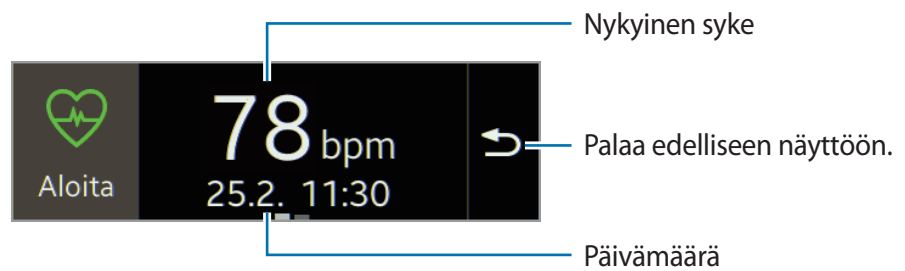 Nykyinen syke
78 bpm
Aloita
25.2. 11:30
Palaa edelliseen näyttöön.
Päivämäärä